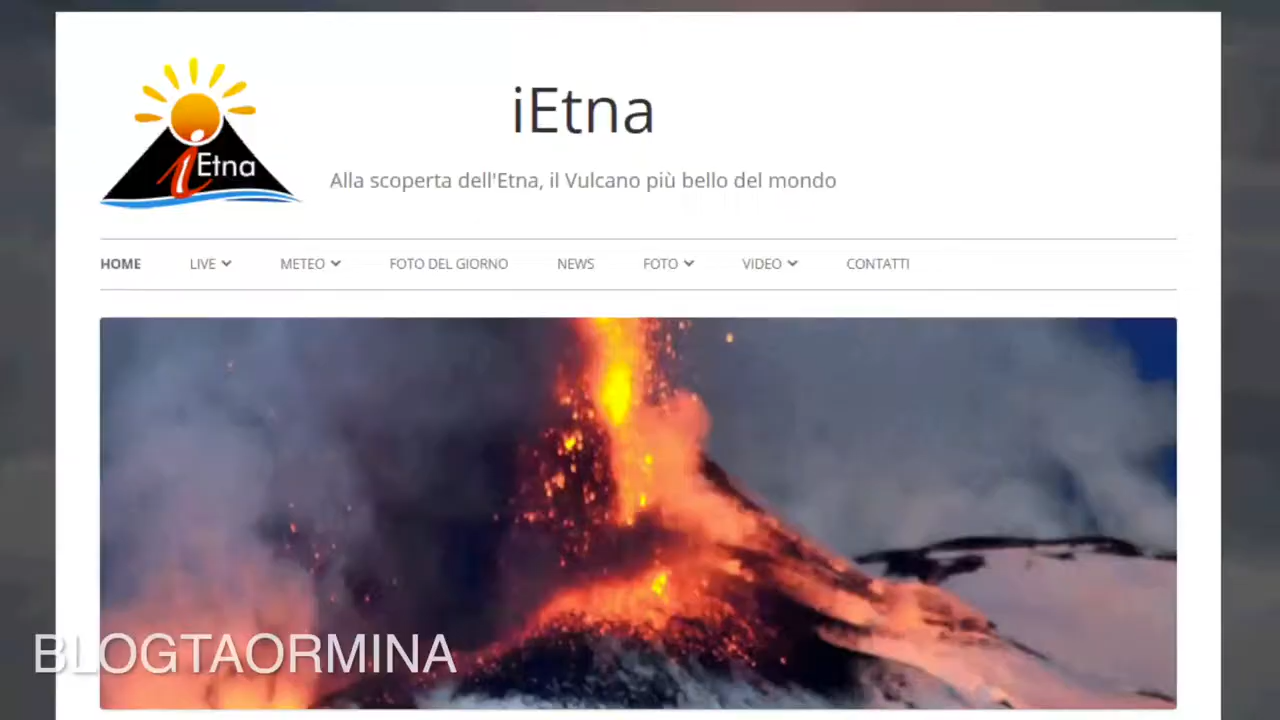 iEtna
iEtna
Alla scoperta dell'Etna, il Vulcano più bello del mondo
HOME LIVE METEO FOTO DEL GIORNO NEWS FOTO VIDEO CONTATTI
BLOGTAORMINA